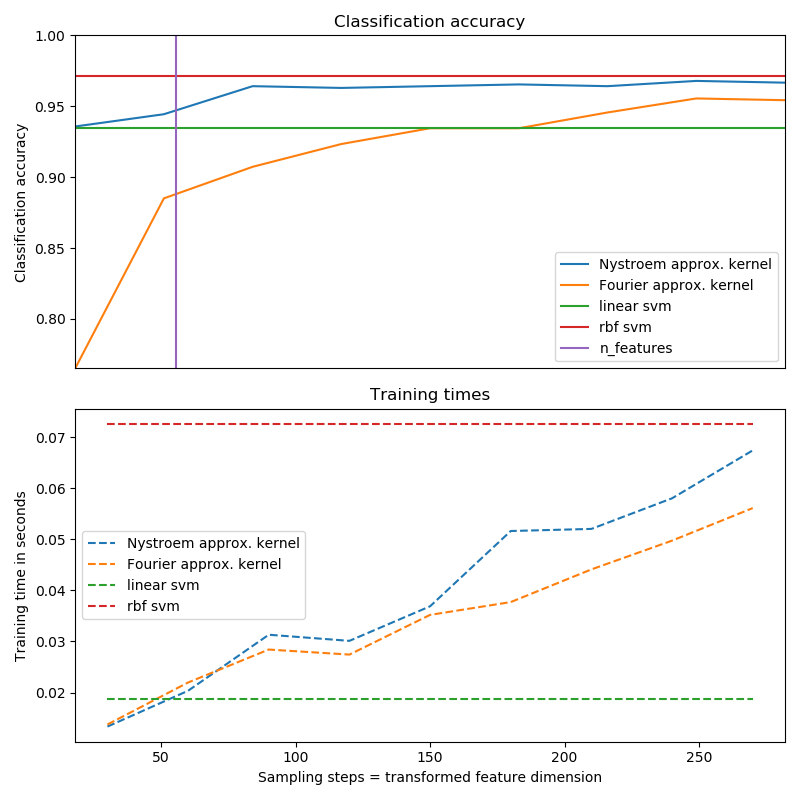 Classification accuracy
1.00
0.95
0.90
0.85
0.80
Classification accuracy
Nystroem approx. kernel
Fourier approx. kernel
linear svm
rbf svm
n_features
Training times
0.07
0.06
0.05
0.04
0.03
0.02
Training time in seconds
Nystroem approx. kernel
Fourier approx. kernel
linear svm
rbf svm
50 100 150 200 250
Sampling steps = transformed feature dimension